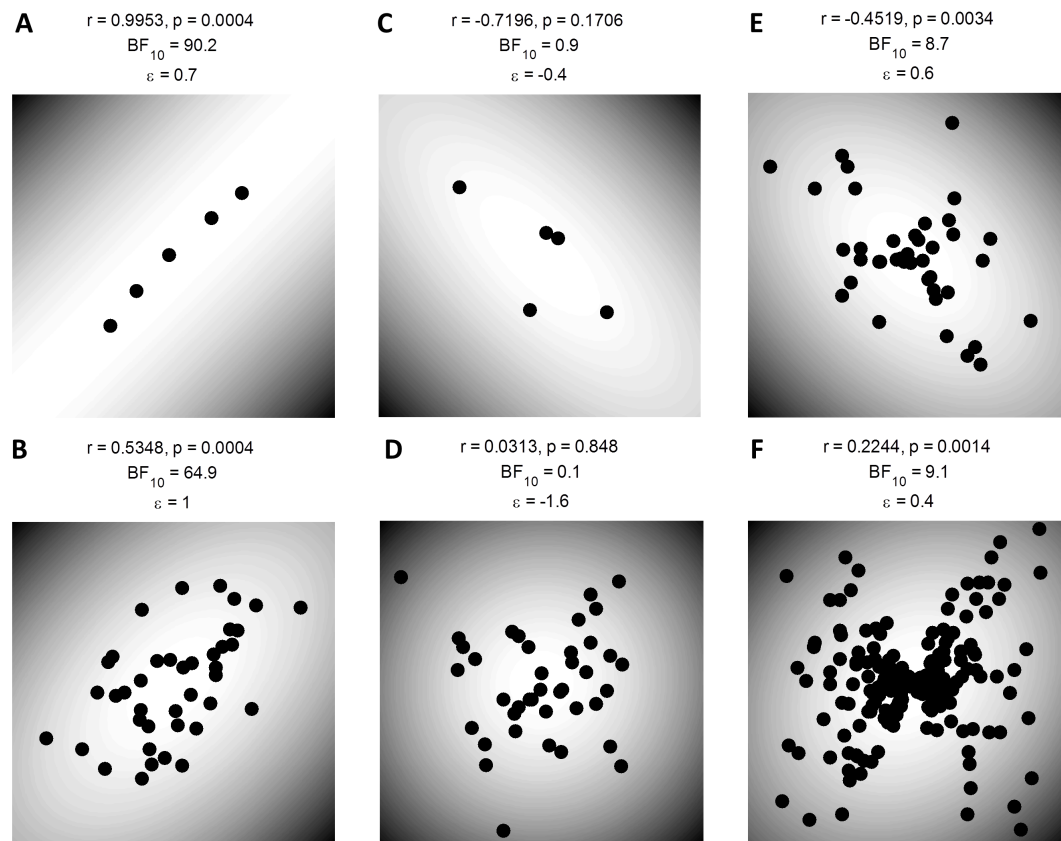 A
r = 0.9953, p = 0.0004
BF10 = 90.2
ε = 0.7
C
r = -0.7196, p = 0.1706
BF10 = 0.9
ε = -0.4
E
r = -0.4519, p = 0.0034
BF10 = 8.7
ε = 0.6
B
r = 0.5348, p = 0.0004
BF10 = 64.9
ε = 1
D
r = 0.0313, p = 0.848
BF10 = 0.1
ε = -1.6
F
r = 0.2244, p = 0.0014
BF10 = 9.1
ε = 0.4